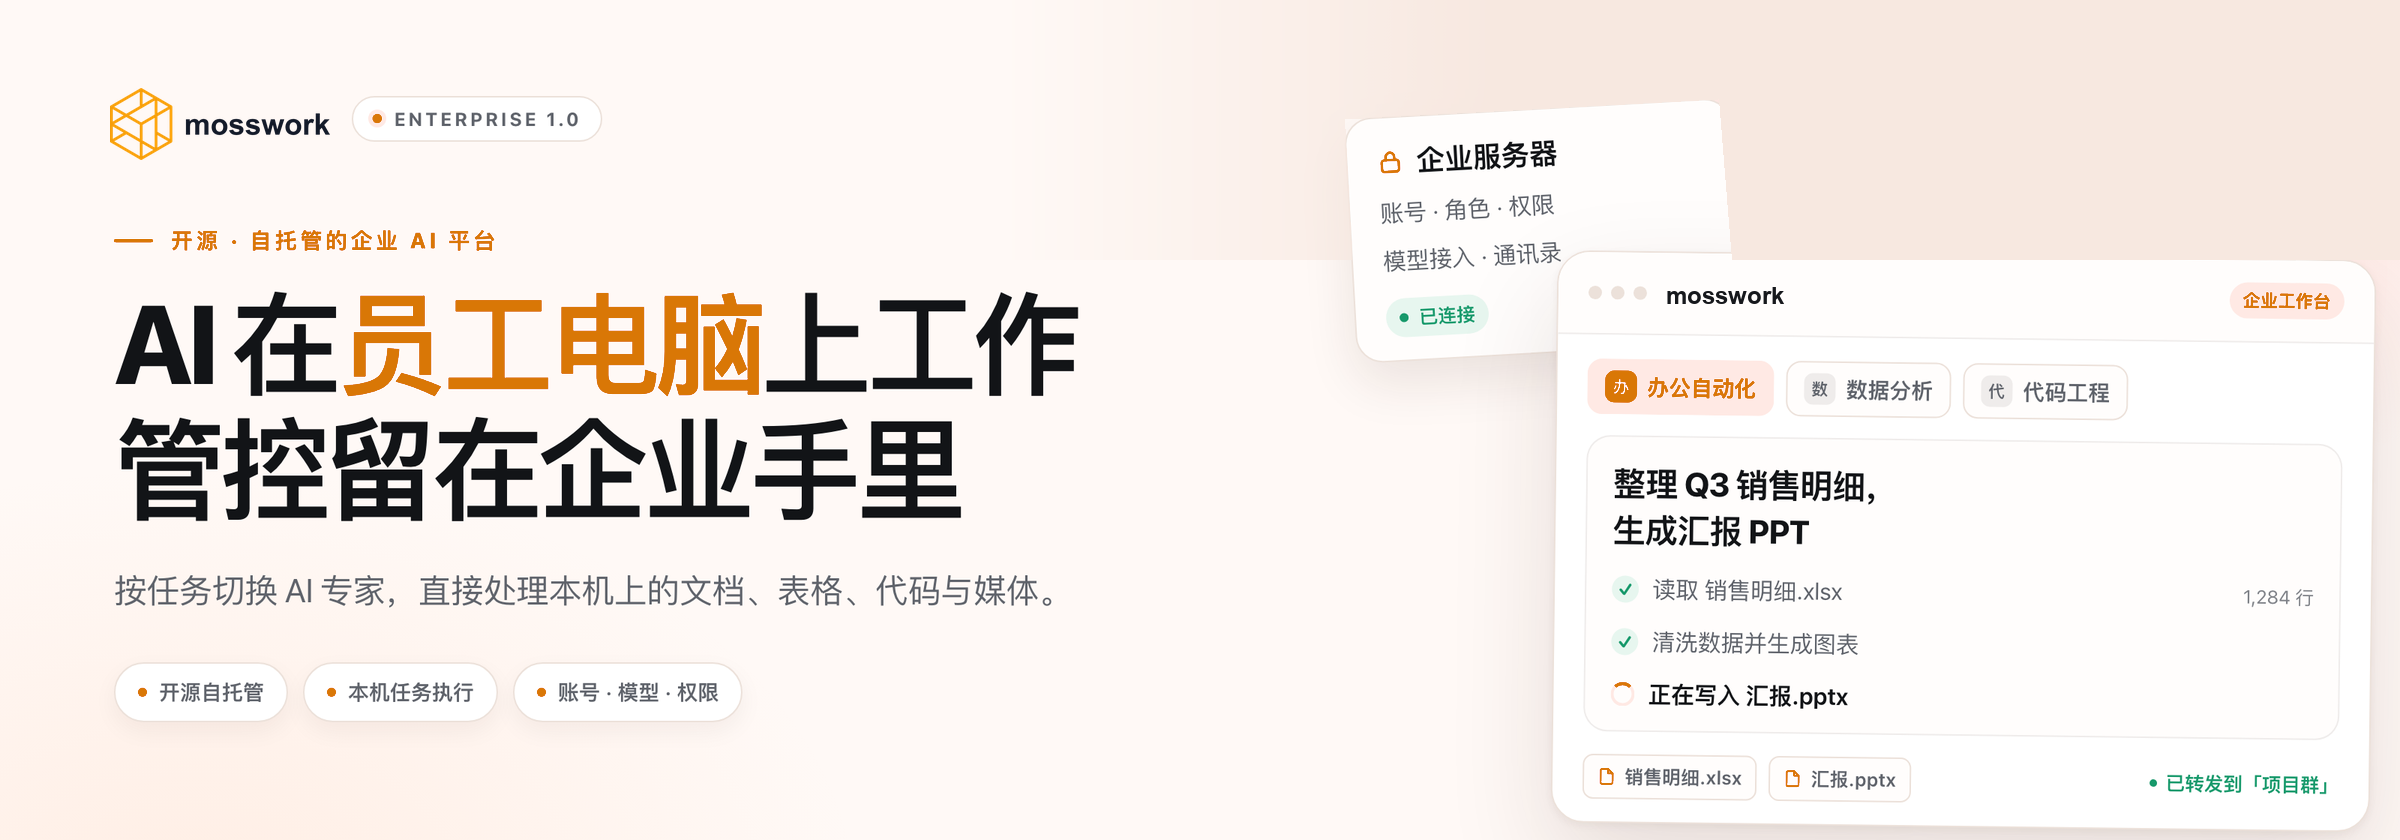 mosswork
ENTERPRISE 1.0
开源 · 自托管的企业 AI 平台
AI 在员工电脑上工作
管控留在企业手里
按任务切换 AI 专家，直接处理本机上的文档、表格、代码与媒体。
开源自托管
本机任务执行
账号 · 模型 · 权限
企业服务器
账号 · 角色 · 权限
模型接入 · 通讯录
已连接
mosswork
企业工作台
办 办公自动化
数 数据分析
代 代码工程
整理 Q3 销售明细，
生成汇报 PPT
读取 销售明细.xlsx
1,284 行
清洗数据并生成图表
正在写入 汇报.pptx
销售明细.xlsx
汇报.pptx
已转发到「项目群」